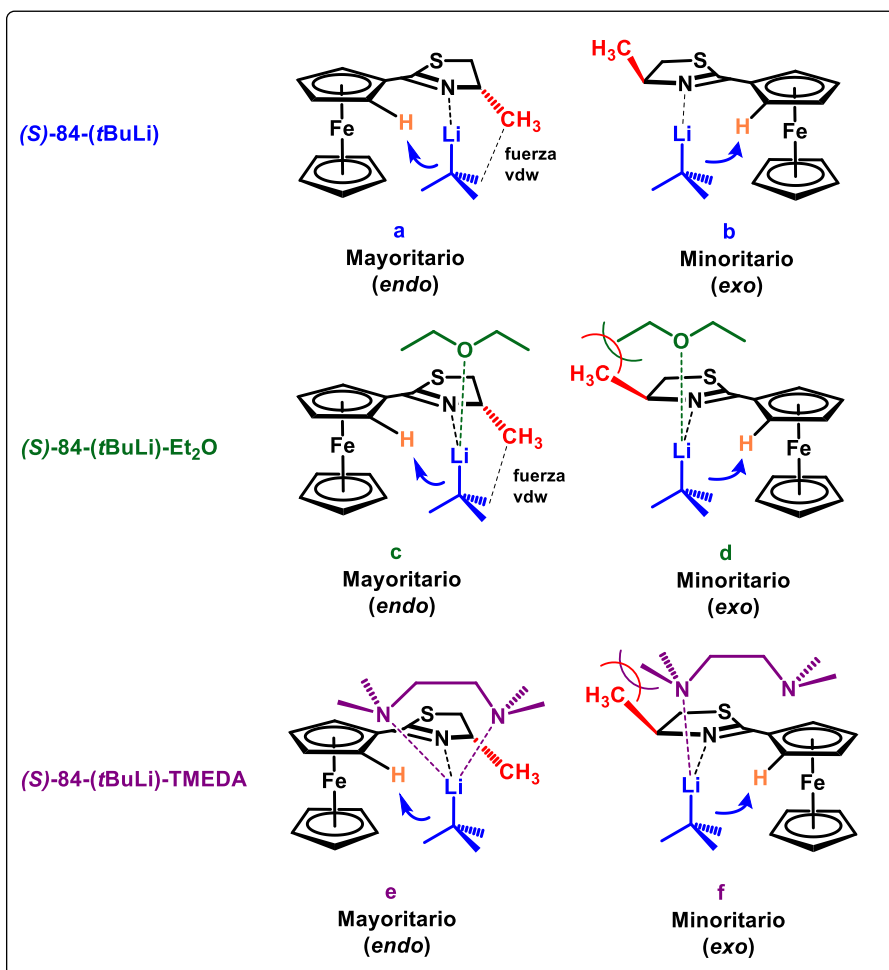 (S)-84-(tBuLi)
S
N
Li
H
CH₃
Fe
fuerza
vdw
a
Mayoritario
(endo)
H₃C
S
N
Li
H
Fe
b
Minoritario
(exo)
(S)-84-(tBuLi)-Et₂O
O
S
N
H
CH₃
Li
Fe
fuerza
vdw
c
Mayoritario
(endo)
O
H₃C
S
N
H
Li
Fe
d
Minoritario
(exo)
(S)-84-(tBuLi)-TMEDA
N
N
S
N
H
CH₃
Li
Fe
e
Mayoritario
(endo)
N
N
H₃C
S
N
H
Li
Fe
f
Minoritario
(exo)